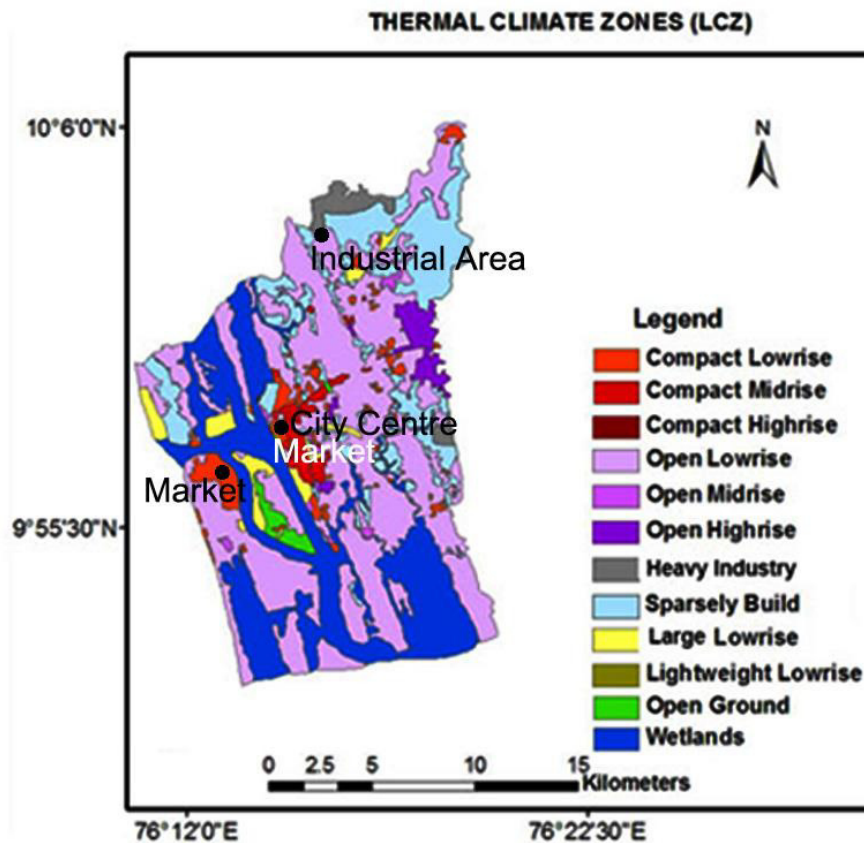 THERMAL CLIMATE ZONES (LCZ)
10°6'0"N
N
Industrial Area
Legend
Compact Lowrise
Compact Midrise
Compact Highrise
Open Lowrise
Open Midrise
Open Highrise
Heavy Industry
Sparsely Build
Large Lowrise
Lightweight Lowrise
Open Ground
Wetlands
City Centre
Market
Market
9°55'30"N
0 2.5 5 10 15
Kilometers
76°12'0"E 76°22'30"E